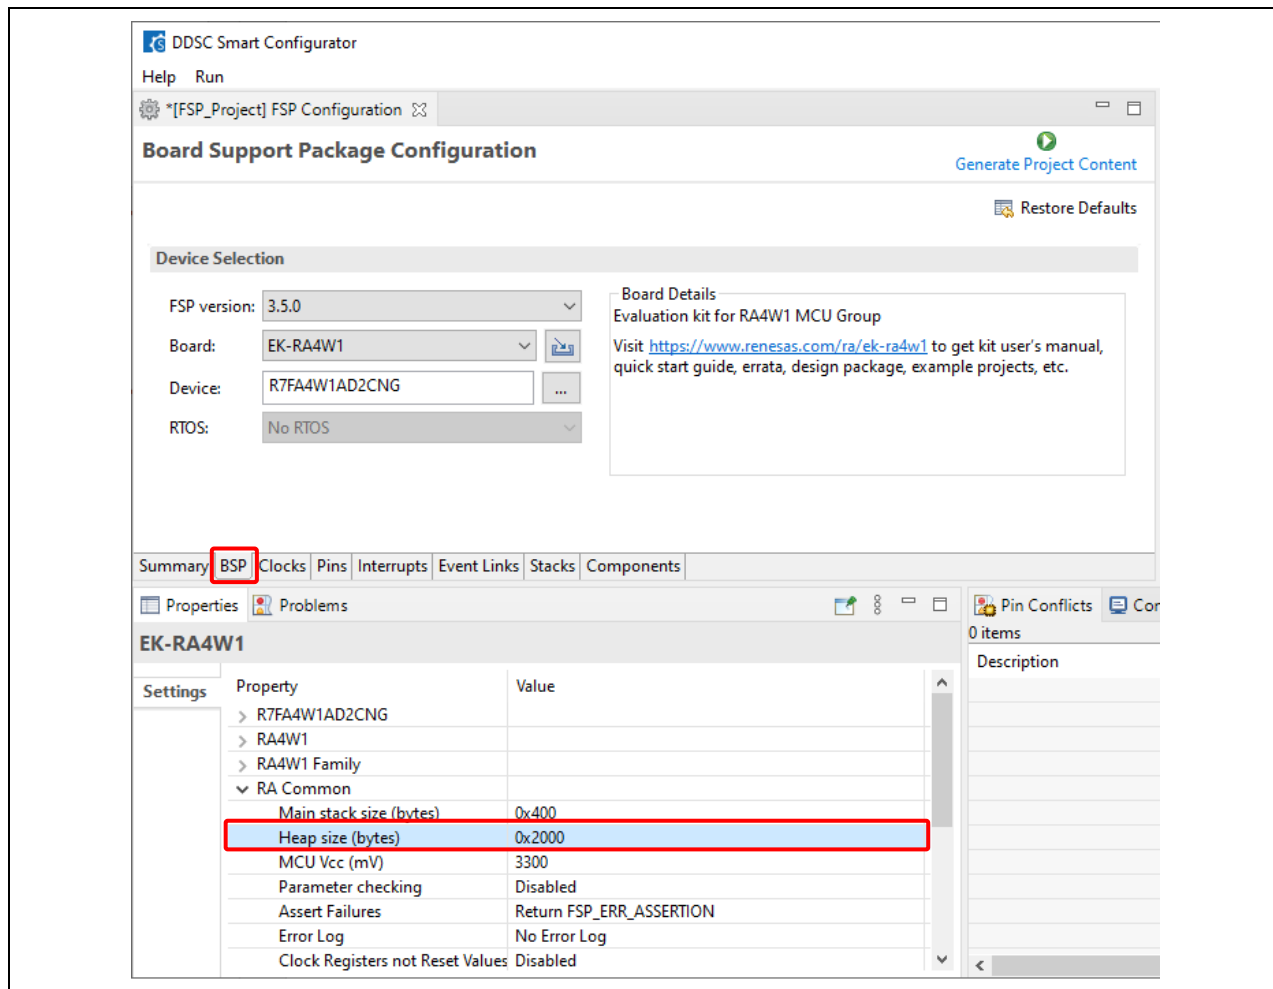 DDSC Smart Configurator
Help Run
*[FSP_Project] FSP Configuration
Board Support Package Configuration
Generate Project Content
Restore Defaults
Device Selection
FSP version: 3.5.0
Board: EK-RA4W1
Device: R7FA4W1AD2CNG ...
RTOS: No RTOS
Board Details
Evaluation kit for RA4W1 MCU Group
Visit https://www.renesas.com/ra/ek-ra4w1 to get kit user's manual,
quick start guide, errata, design package, example projects, etc.
Summary BSP Clocks Pins Interrupts Event Links Stacks Components
Properties Problems
EK-RA4W1
Settings
Property Value
R7FA4W1AD2CNG
RA4W1
RA4W1 Family
RA Common
Main stack size (bytes) 0x400
Heap size (bytes) 0x2000
MCU Vcc (mV) 3300
Parameter checking Disabled
Assert Failures Return FSP_ERR_ASSERTION
Error Log No Error Log
Clock Registers not Reset Values Disabled
Pin Conflicts
0 items
Description